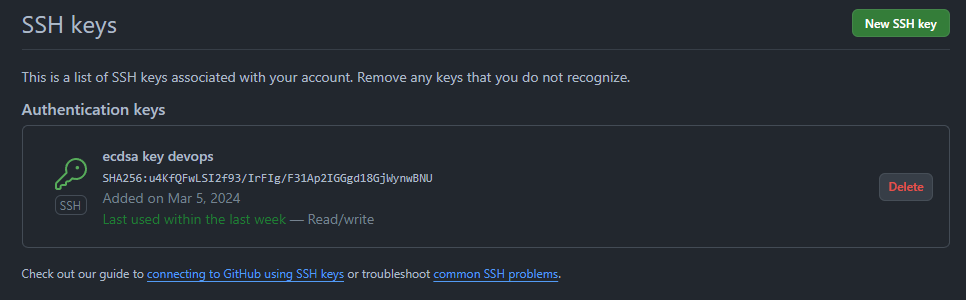 SSH keys
New SSH key
This is a list of SSH keys associated with your account. Remove any keys that you do not recognize.
Authentication keys
ecdsa key devops
SHA256:u4KfQFwLSI2f93/IrFIg/F31Ap2IGGgd18GjWynwBNU
Added on Mar 5, 2024
Last used within the last week — Read/write
SSH
Delete
Check out our guide to connecting to GitHub using SSH keys or troubleshoot common SSH problems.